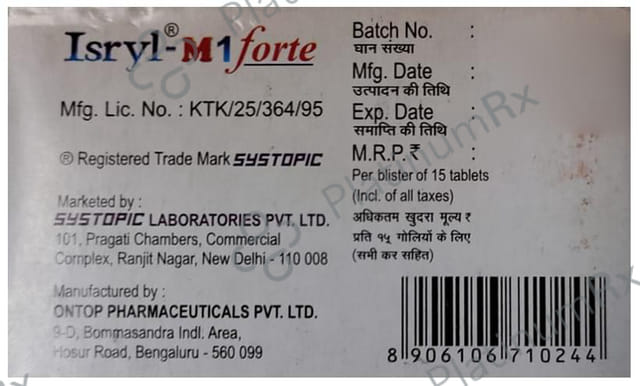 Isryl-® M1 forte
Mfg. Lic. No. : KTK/25/364/95
® Registered Trade Mark SYSTOPIC
Marketed by :
SYSTOPIC LABORATORIES PVT. LTD.
101, Pragati Chambers, Commercial
Complex, Ranjit Nagar, New Delhi - 110 008
Manufactured by :
ONTOP PHARMACEUTICALS PVT. LTD.
9-D, Bommasandra Indl. Area,
Hosur Road, Bengaluru - 560 099
Batch No. :
घान संख्या
Mfg. Date :
उत्पादन की तिथि
Exp. Date :
समाप्ति की तिथि
M.R.P.₹ :
Per blister of 15 tablets
(Incl. of all taxes)
अधिकतम खुदरा मूल्य ₹
प्रति १५ गोलियों के लिए
(सभी कर सहित)
8 906106 710244
PlatinumRx
PlatinumRx
PlatinumRx